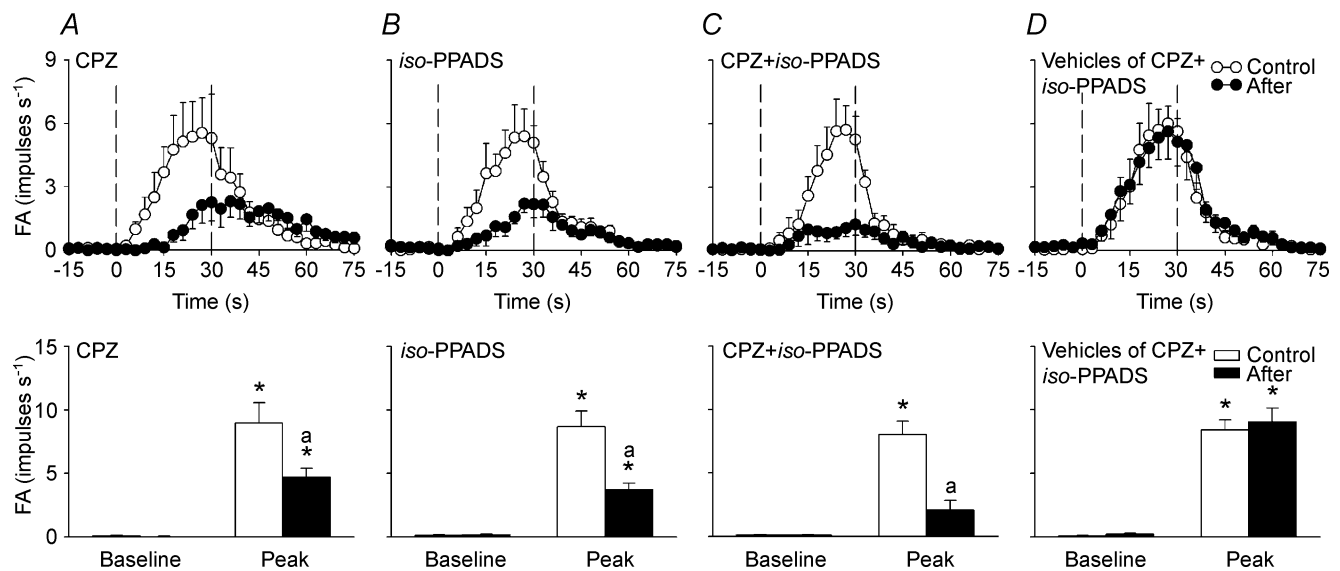 A
B
C
D
FA (impulses s⁻¹)
9
6
3
0
CPZ
iso-PPADS
CPZ+iso-PPADS
Vehicles of CPZ+
iso-PPADS
Control
After
-15 0 15 30 45 60 75
-15 0 15 30 45 60 75
-15 0 15 30 45 60 75
-15 0 15 30 45 60 75
Time (s)
Time (s)
Time (s)
Time (s)
FA (impulses s⁻¹)
15
10
5
0
CPZ
*
a
*
iso-PPADS
*
a
*
CPZ+iso-PPADS
*
a
Vehicles of CPZ+
iso-PPADS
Control
After
*
*
Baseline Peak
Baseline Peak
Baseline Peak
Baseline Peak